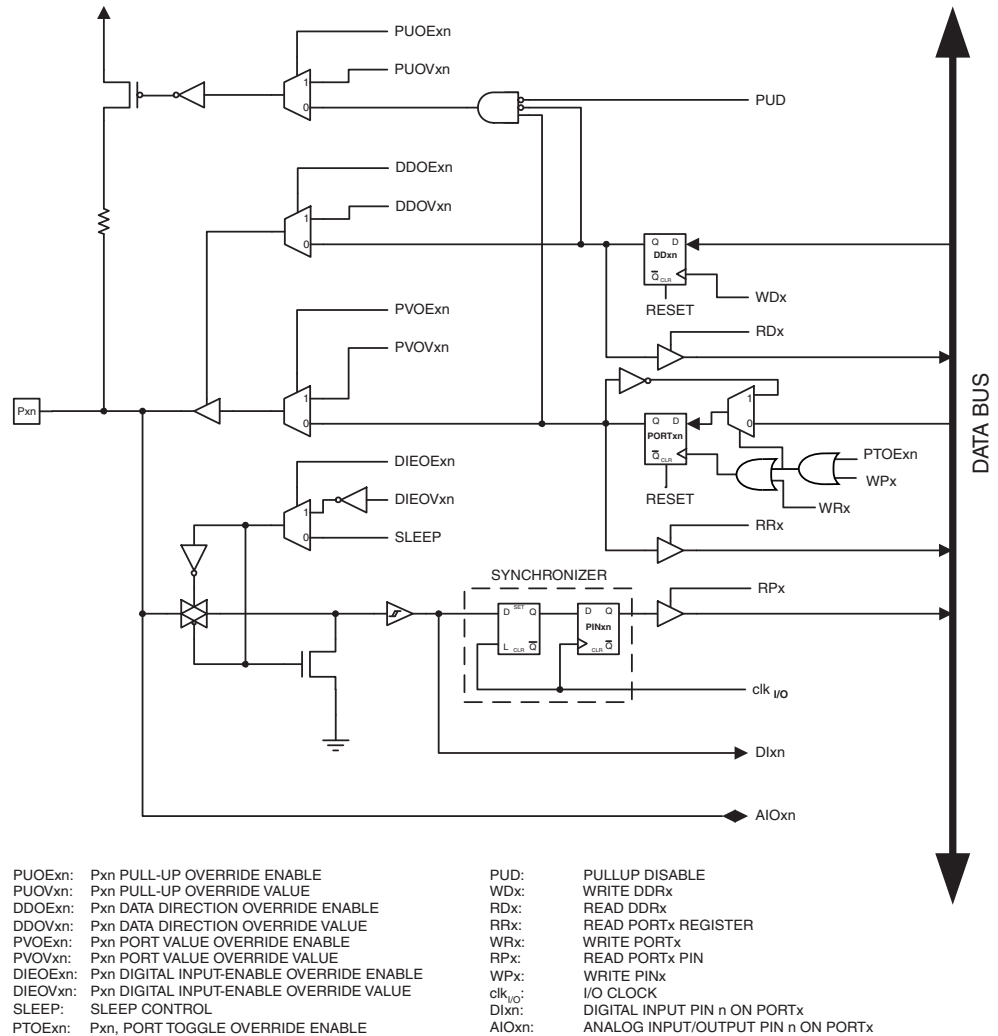 PUOExn
PUOVxn
1
0
PUD
DDOExn
DDOVxn
1
0
Q D
DDxn
Q CLR
WDx
RESET
RDx
PVOExn
PVOVxn
1
0
Pxn
1
0
Q D
PORTxn
Q CLR
PTOExn
WPx
RESET
WRx
RRx
DATA BUS
DIEOExn
DIEOVxn
1
0
SLEEP
SYNCHRONIZER
D SET Q
L CLR Q
D Q
PINxn
CLR Q
RPx
clk I/O
DIxn
AIOxn
PUOExn: Pxn PULL-UP OVERRIDE ENABLE
PUOVxn: Pxn PULL-UP OVERRIDE VALUE
DDOExn: Pxn DATA DIRECTION OVERRIDE ENABLE
DDOVxn: Pxn DATA DIRECTION OVERRIDE VALUE
PVOExn: Pxn PORT VALUE OVERRIDE ENABLE
PVOVxn: Pxn PORT VALUE OVERRIDE VALUE
DIEOExn: Pxn DIGITAL INPUT-ENABLE OVERRIDE ENABLE
DIEOVxn: Pxn DIGITAL INPUT-ENABLE OVERRIDE VALUE
SLEEP: SLEEP CONTROL
PTOExn: Pxn, PORT TOGGLE OVERRIDE ENABLE
PUD: PULLUP DISABLE
WDx: WRITE DDRx
RDx: READ DDRx
RRx: READ PORTx REGISTER
WRx: WRITE PORTx
RPx: READ PORTx PIN
WPx: WRITE PINx
clk I/O: I/O CLOCK
DIxn: DIGITAL INPUT PIN n ON PORTx
AIOxn: ANALOG INPUT/OUTPUT PIN n ON PORTx